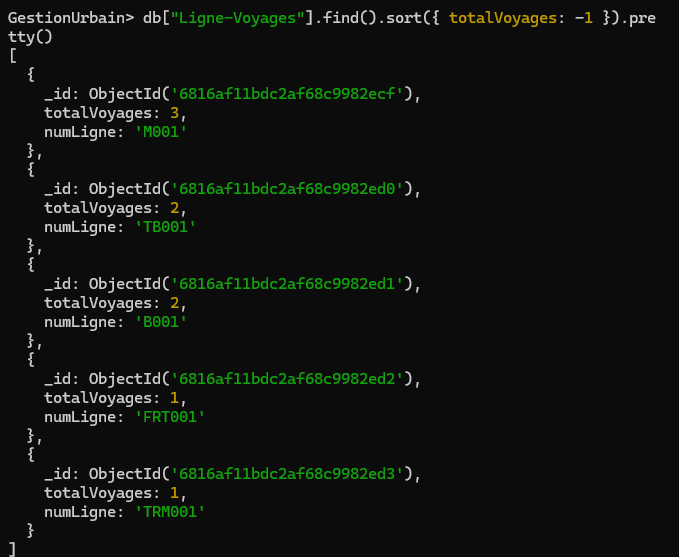 GestionUrbain> db["Ligne-Voyages"].find().sort({ totalVoyages: -1 }).pre
tty()
[
  {
    _id: ObjectId('6816af11bdc2af68c9982ecf'),
    totalVoyages: 3,
    numLigne: 'M001'
  },
  {
    _id: ObjectId('6816af11bdc2af68c9982ed0'),
    totalVoyages: 2,
    numLigne: 'TB001'
  },
  {
    _id: ObjectId('6816af11bdc2af68c9982ed1'),
    totalVoyages: 2,
    numLigne: 'B001'
  },
  {
    _id: ObjectId('6816af11bdc2af68c9982ed2'),
    totalVoyages: 1,
    numLigne: 'FRT001'
  },
  {
    _id: ObjectId('6816af11bdc2af68c9982ed3'),
    totalVoyages: 1,
    numLigne: 'TRM001'
  }
]